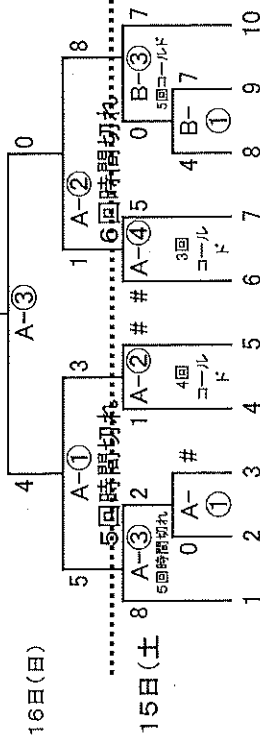 4 0
A-③
16日(日)
5 3 1 8
A-① A-②
5回時間切れ 6回時間切れ
15日(土
8 2 1 # # 5 0 7
A-③ A-② A-④ B-③
5回時間切れ 5回コールド
4回
コール
ド
3回
コール
ド
0 # 4 7
A-
①
B-
①
1 2 3 4 5 6 7 8 9 10